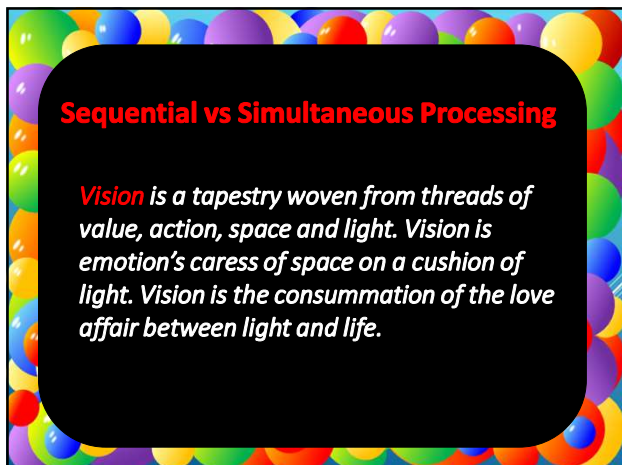 Sequential vs Simultaneous Processing
Vision is a tapestry woven from threads of
value, action, space and light. Vision is
emotion’s caress of space on a cushion of
light. Vision is the consummation of the love
affair between light and life.